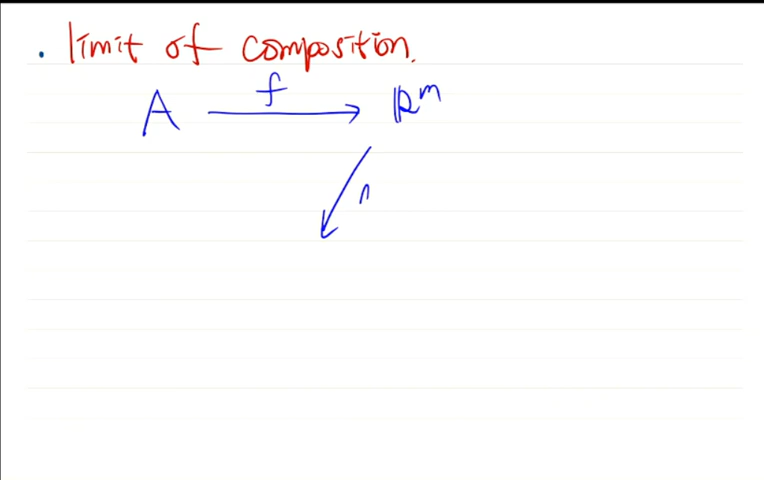 . limit of composition.
f
A → ℝᵐ